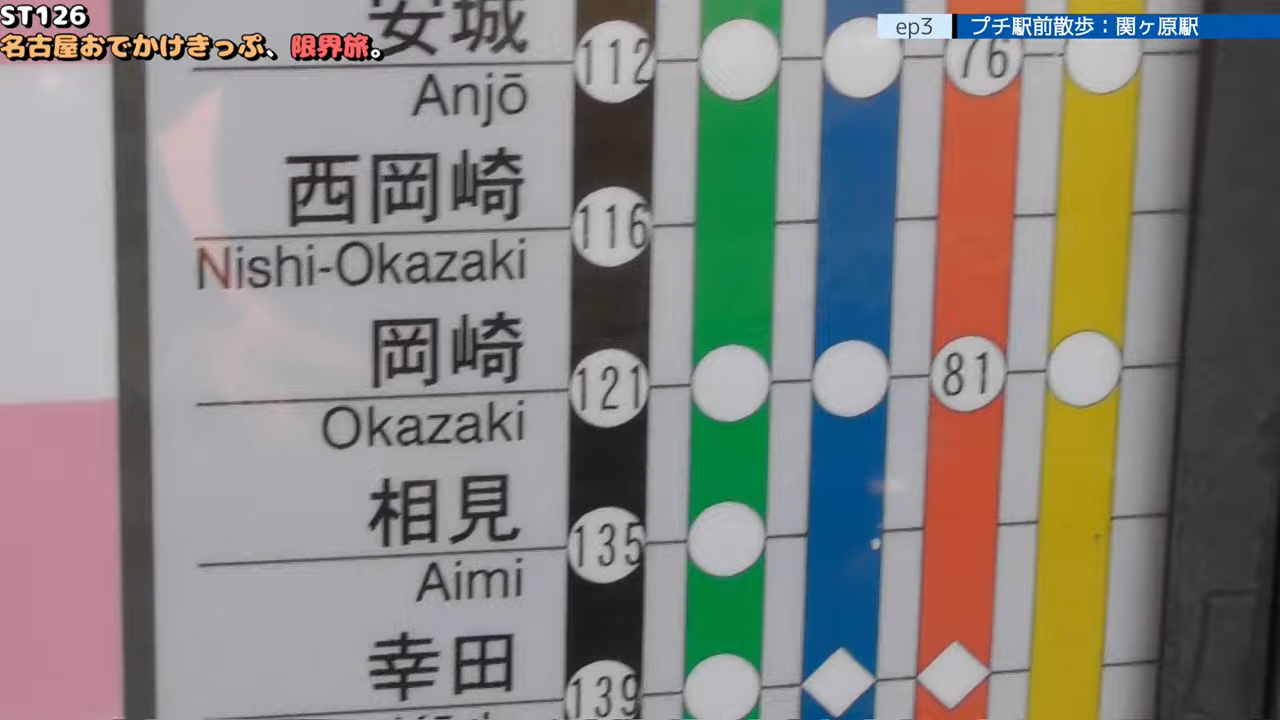 ST126
名古屋おでかけきっぷ、限界旅。
ep3 プチ駅前散歩：関ヶ原駅
安城 112 76
Anjō
西岡崎 116
Nishi-Okazaki
岡崎 121 81
Okazaki
相見 135
Aimi
幸田 139